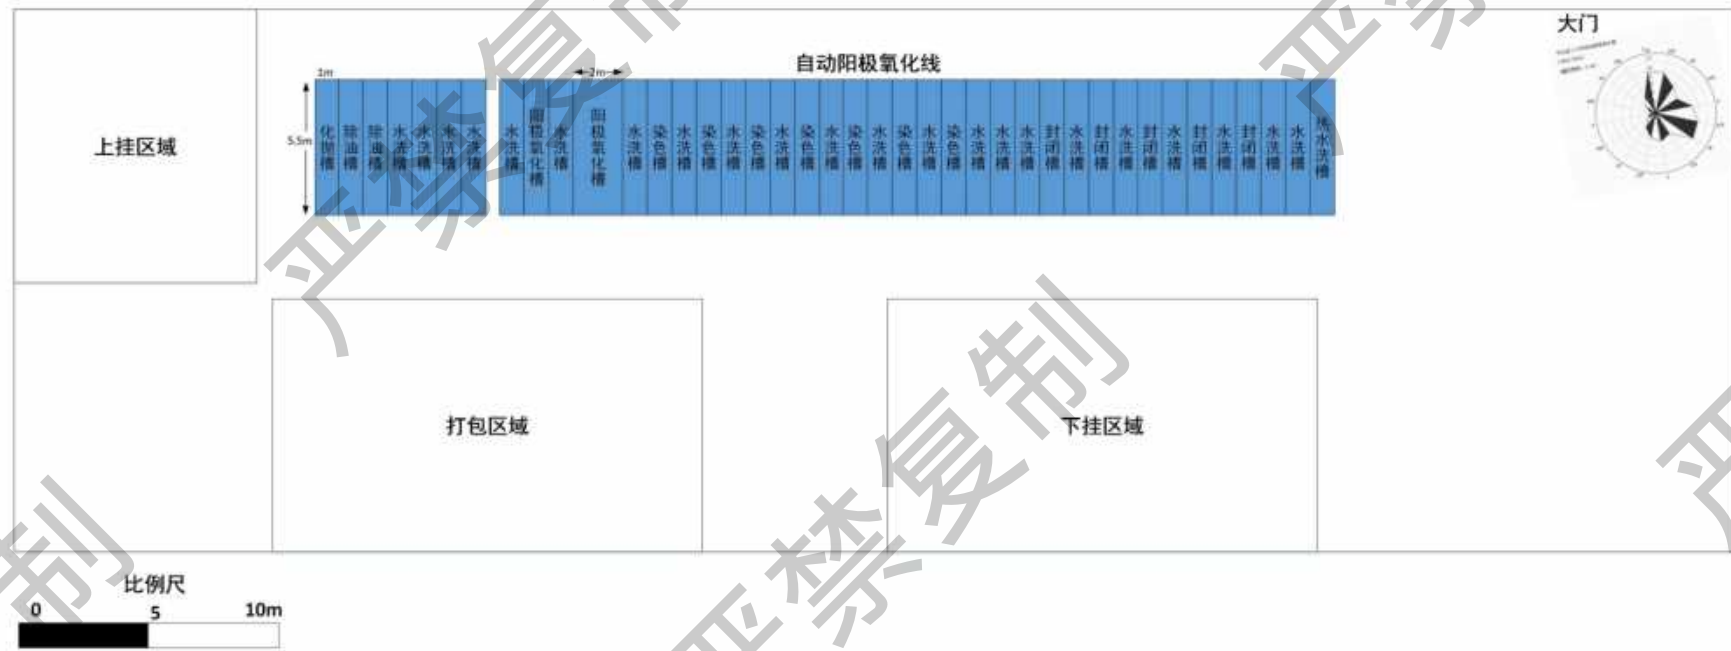 大门
自动阳极氧化线
1m
2m
5.5m
上挂区域
化抛槽
除油槽
除油槽
水洗槽
水洗槽
水洗槽
水洗槽
水洗槽
阳极氧化槽
水洗槽
阳极氧化槽
水洗槽
染色槽
水洗槽
染色槽
水洗槽
染色槽
水洗槽
染色槽
水洗槽
染色槽
水洗槽
染色槽
水洗槽
染色槽
水洗槽
水洗槽
水洗槽
封闭槽
水洗槽
封闭槽
水洗槽
封闭槽
水洗槽
封闭槽
水洗槽
封闭槽
水洗槽
水洗槽
水洗槽
打包区域
下挂区域
比例尺
0 5 10m
严禁复制
严禁复制